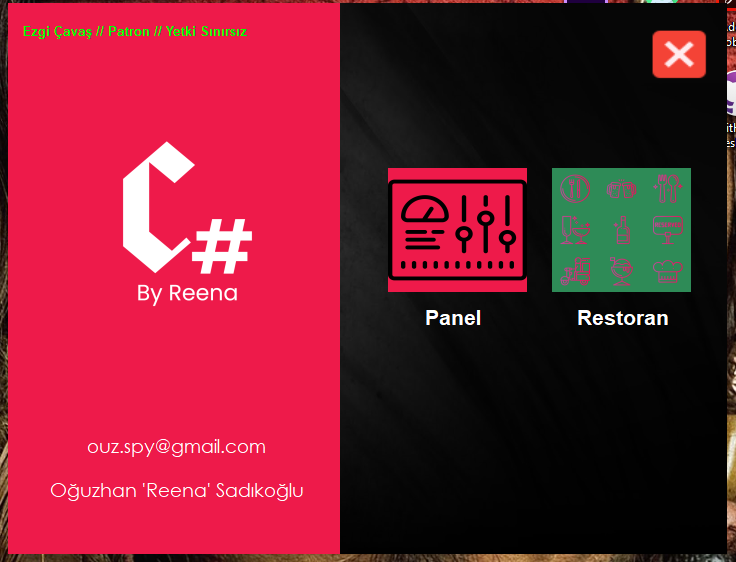 Ezgi Çavaş // Patron // Yetki Sınırsız
C#
By Reena
Panel
Restoran
ouz.spy@gmail.com
Oğuzhan 'Reena' Sadıkoğlu